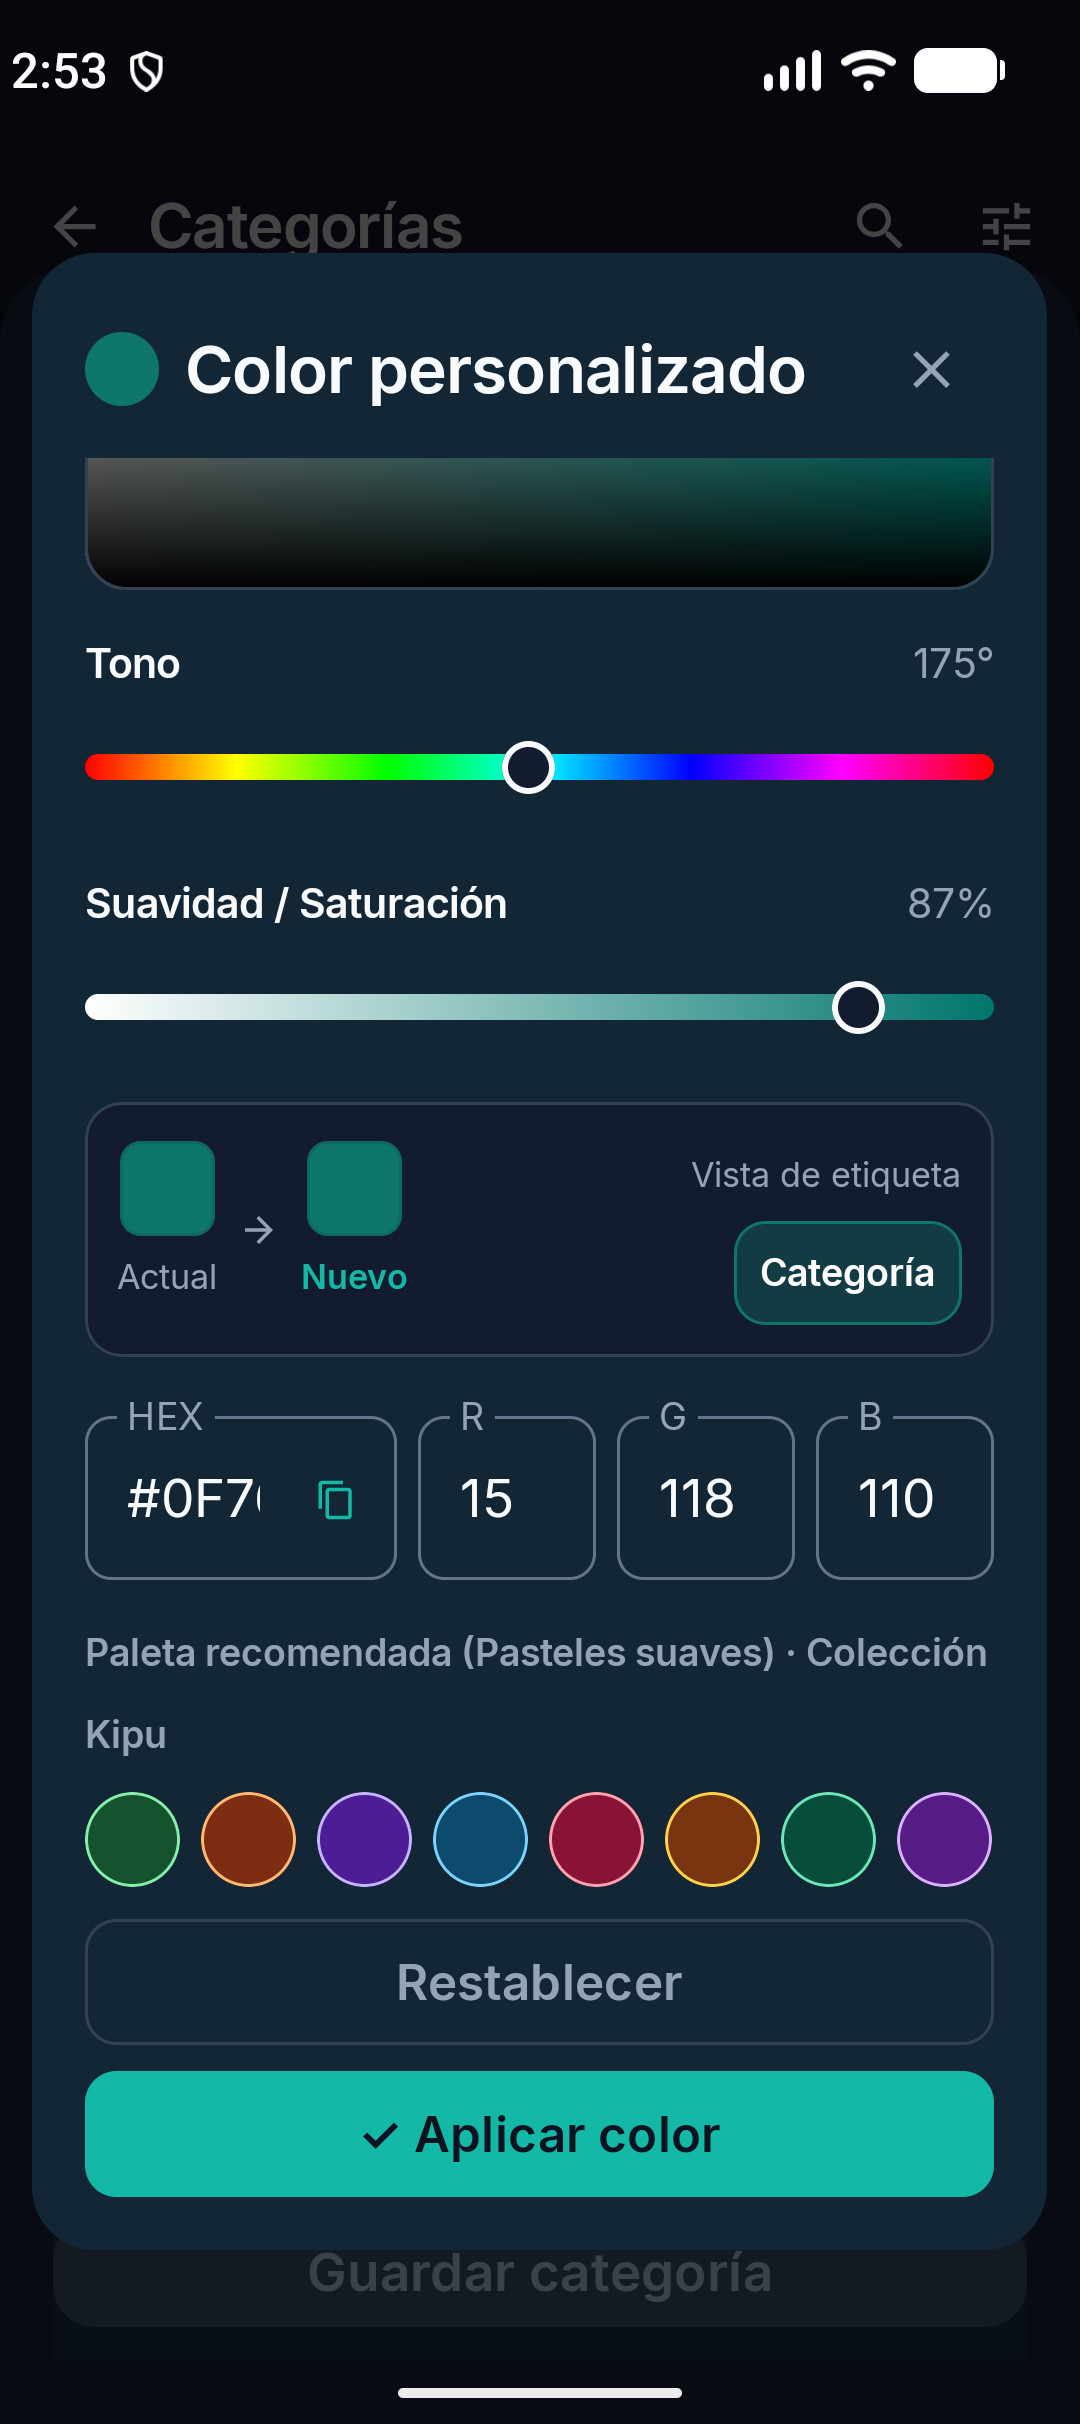 2:53
Categorías
Color personalizado
Tono
175°
Suavidad / Saturación
87%
Vista de etiqueta
Actual
Nuevo
Categoría
HEX
R
G
B
#0F7
15
118
110
Paleta recomendada (Pasteles suaves) · Colección
Kipu
Restablecer
Aplicar color
Guardar categoría